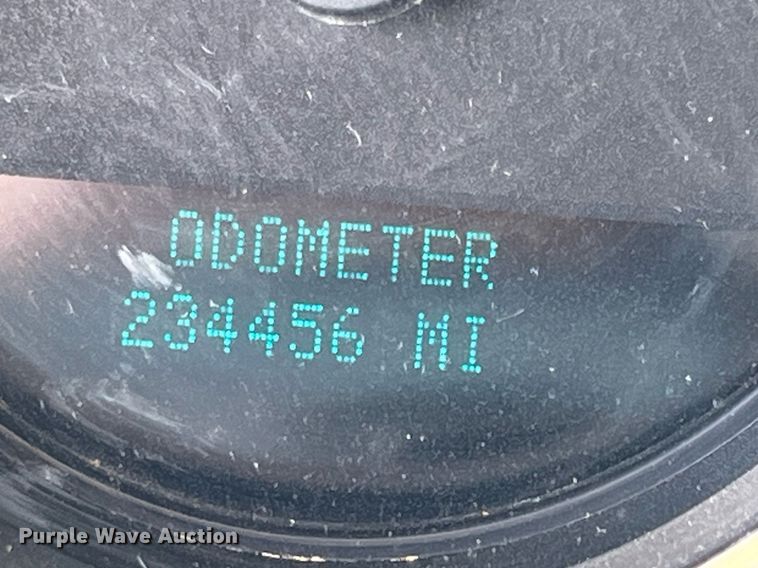 ODOMETER
234456 MI
Purple Wave Auction